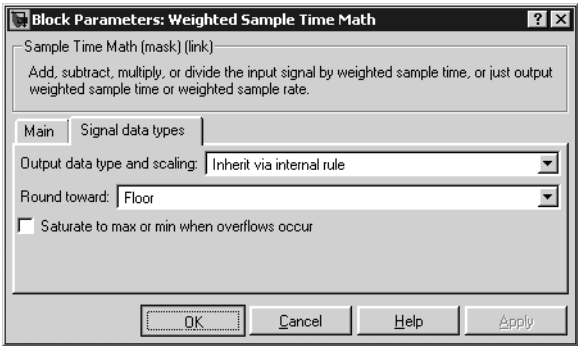 Block Parameters: Weighted Sample Time Math
Sample Time Math (mask) (link)
Add, subtract, multiply, or divide the input signal by weighted sample time, or just output
weighted sample time or weighted sample rate.
Main Signal data types
Output data type and scaling: Inherit via internal rule
Round toward: Floor
Saturate to max or min when overflows occur
OK Cancel Help Apply